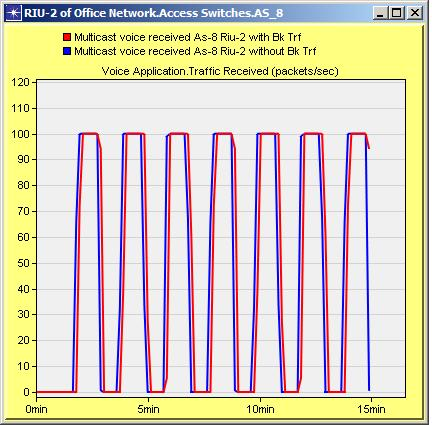 RIU-2 of Office Network.Access Switches.AS_8
Multicast voice received As-8 Riu-2 with Bk Trf
Multicast voice received As-8 Riu-2 without Bk Trf
Voice Application.Traffic Received (packets/sec)
120
110
100
90
80
70
60
50
40
30
20
10
0
0min 5min 10min 15min